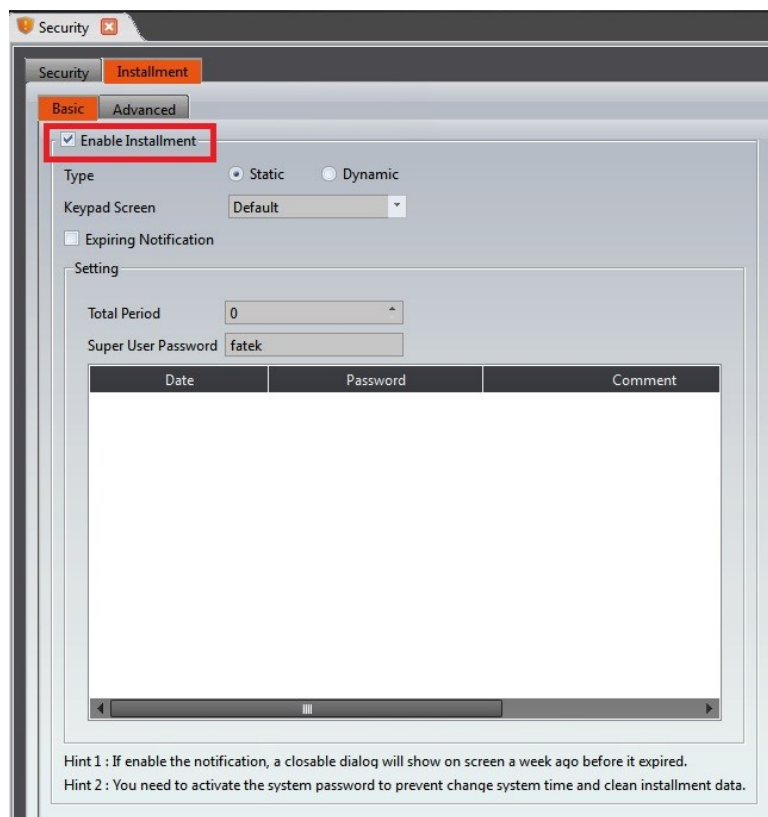 Security
Security Installment
Basic Advanced
Enable Installment
Type Static Dynamic
Keypad Screen Default
Expiring Notification
Setting
Total Period 0
Super User Password fatek
Date Password Comment
Hint 1 : If enable the notification, a closable dialog will show on screen a week ago before it expired.
Hint 2 : You need to activate the system password to prevent change system time and clean installment data.